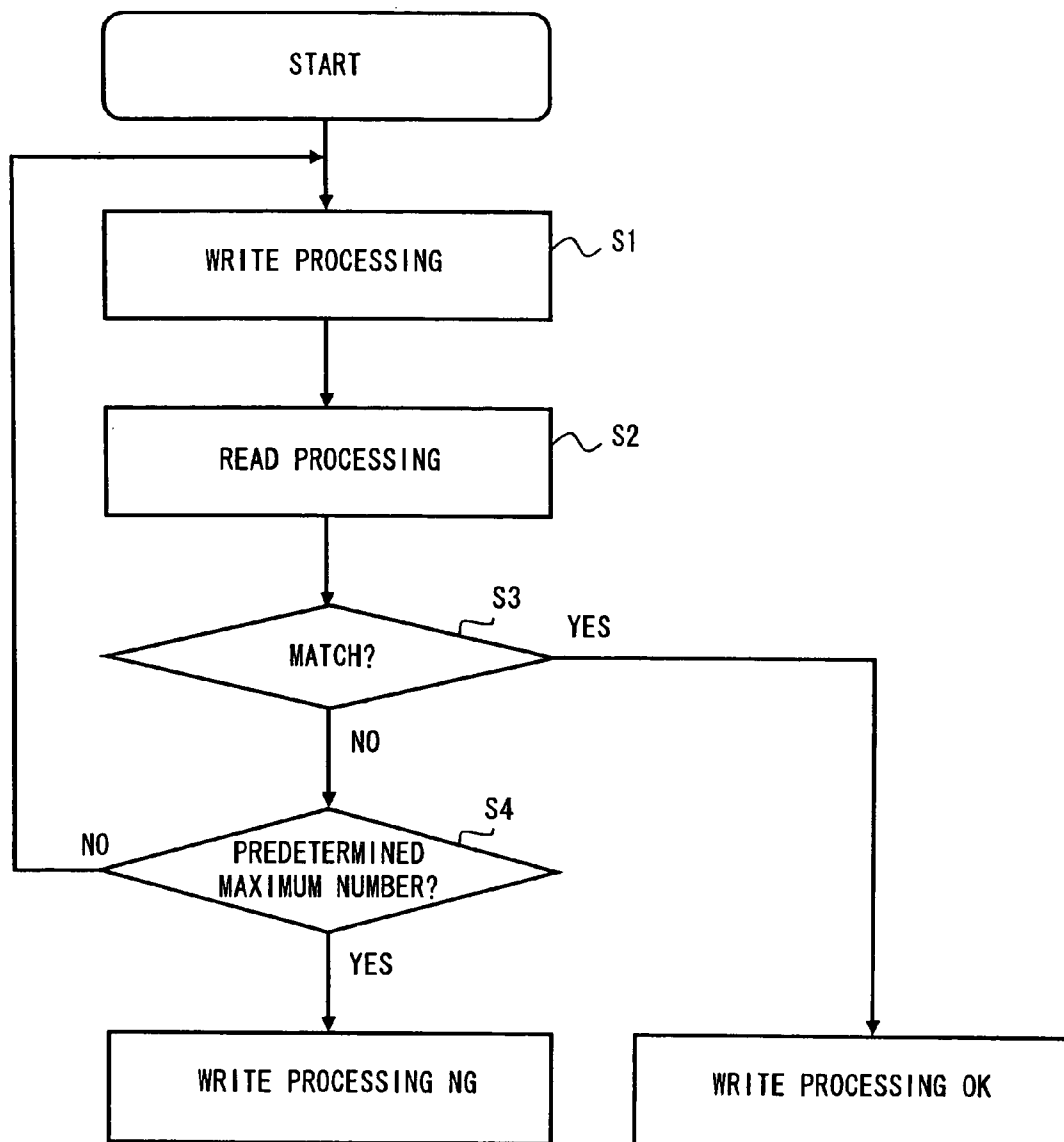 START
WRITE PROCESSING
S1
READ PROCESSING
S2
S3
MATCH?
YES
NO
S4
NO
PREDETERMINED
MAXIMUM NUMBER?
YES
WRITE PROCESSING NG
WRITE PROCESSING OK